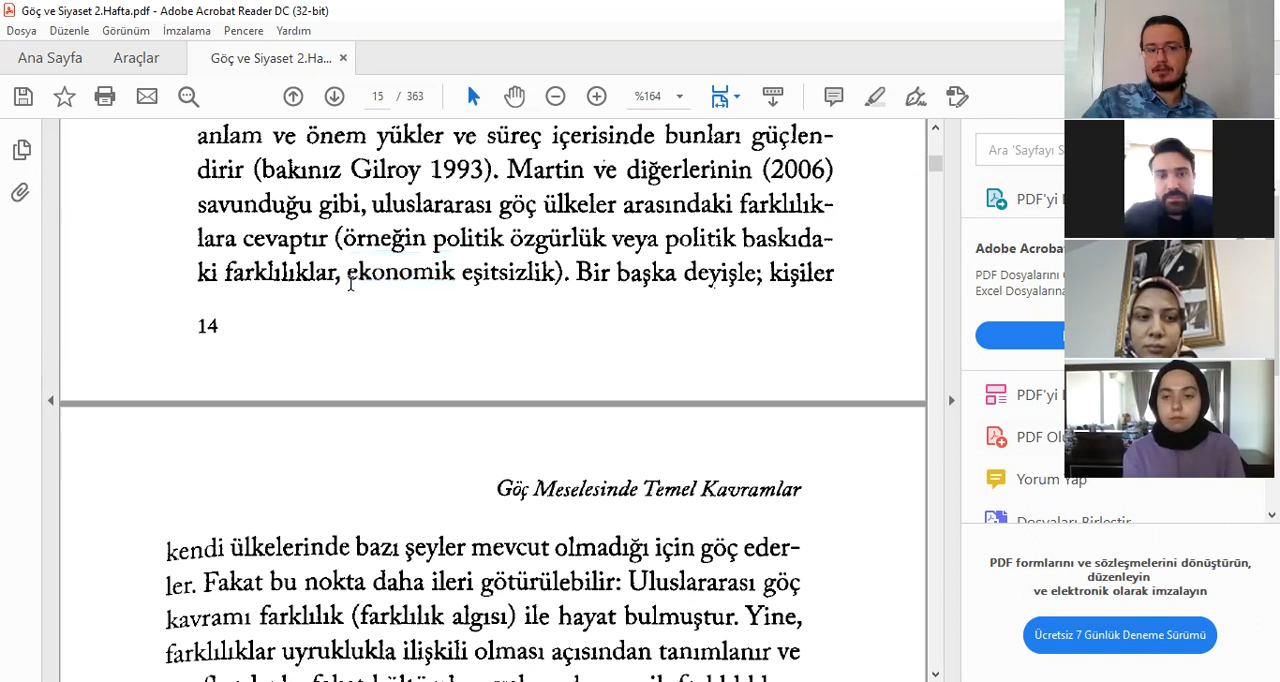 Göç ve Siyaset 2.Hafta.pdf - Adobe Acrobat Reader DC (32-bit)
Dosya Düzenle Görünüm İmzalama Pencere Yardım
Ana Sayfa Araçlar Göç ve Siyaset 2.Ha... ×
15 / 363 %164
anlam ve önem yükler ve süreç içerisinde bunları güçlen-
dirir (bakınız Gilroy 1993). Martin ve diğerlerinin (2006)
savunduğu gibi, uluslararası göç ülkeler arasındaki farklılık-
lara cevaptır (örneğin politik özgürlük veya politik baskıda-
ki farklılıklar, ekonomik eşitsizlik). Bir başka deyişle; kişiler
14
Göç Meselesinde Temel Kavramlar
kendi ülkelerinde bazı şeyler mevcut olmadığı için göç eder-
ler. Fakat bu nokta daha ileri götürülebilir: Uluslararası göç
kavramı farklılık (farklılık algısı) ile hayat bulmuştur. Yine,
farklılıklar uyruklukla ilişkili olması açısından tanımlanır ve
Ara 'Sayfayı S
PDF'yi
Adobe Acrobat
PDF Dosyalarını
Excel Dosyalarına
PDF'yi
PDF
Yorum Yap
Dosyaları Birleştir
PDF formlarını ve sözleşmelerini dönüştürün,
düzenleyin
ve elektronik olarak imzalayın
Ücretsiz 7 Günlük Deneme Sürümü